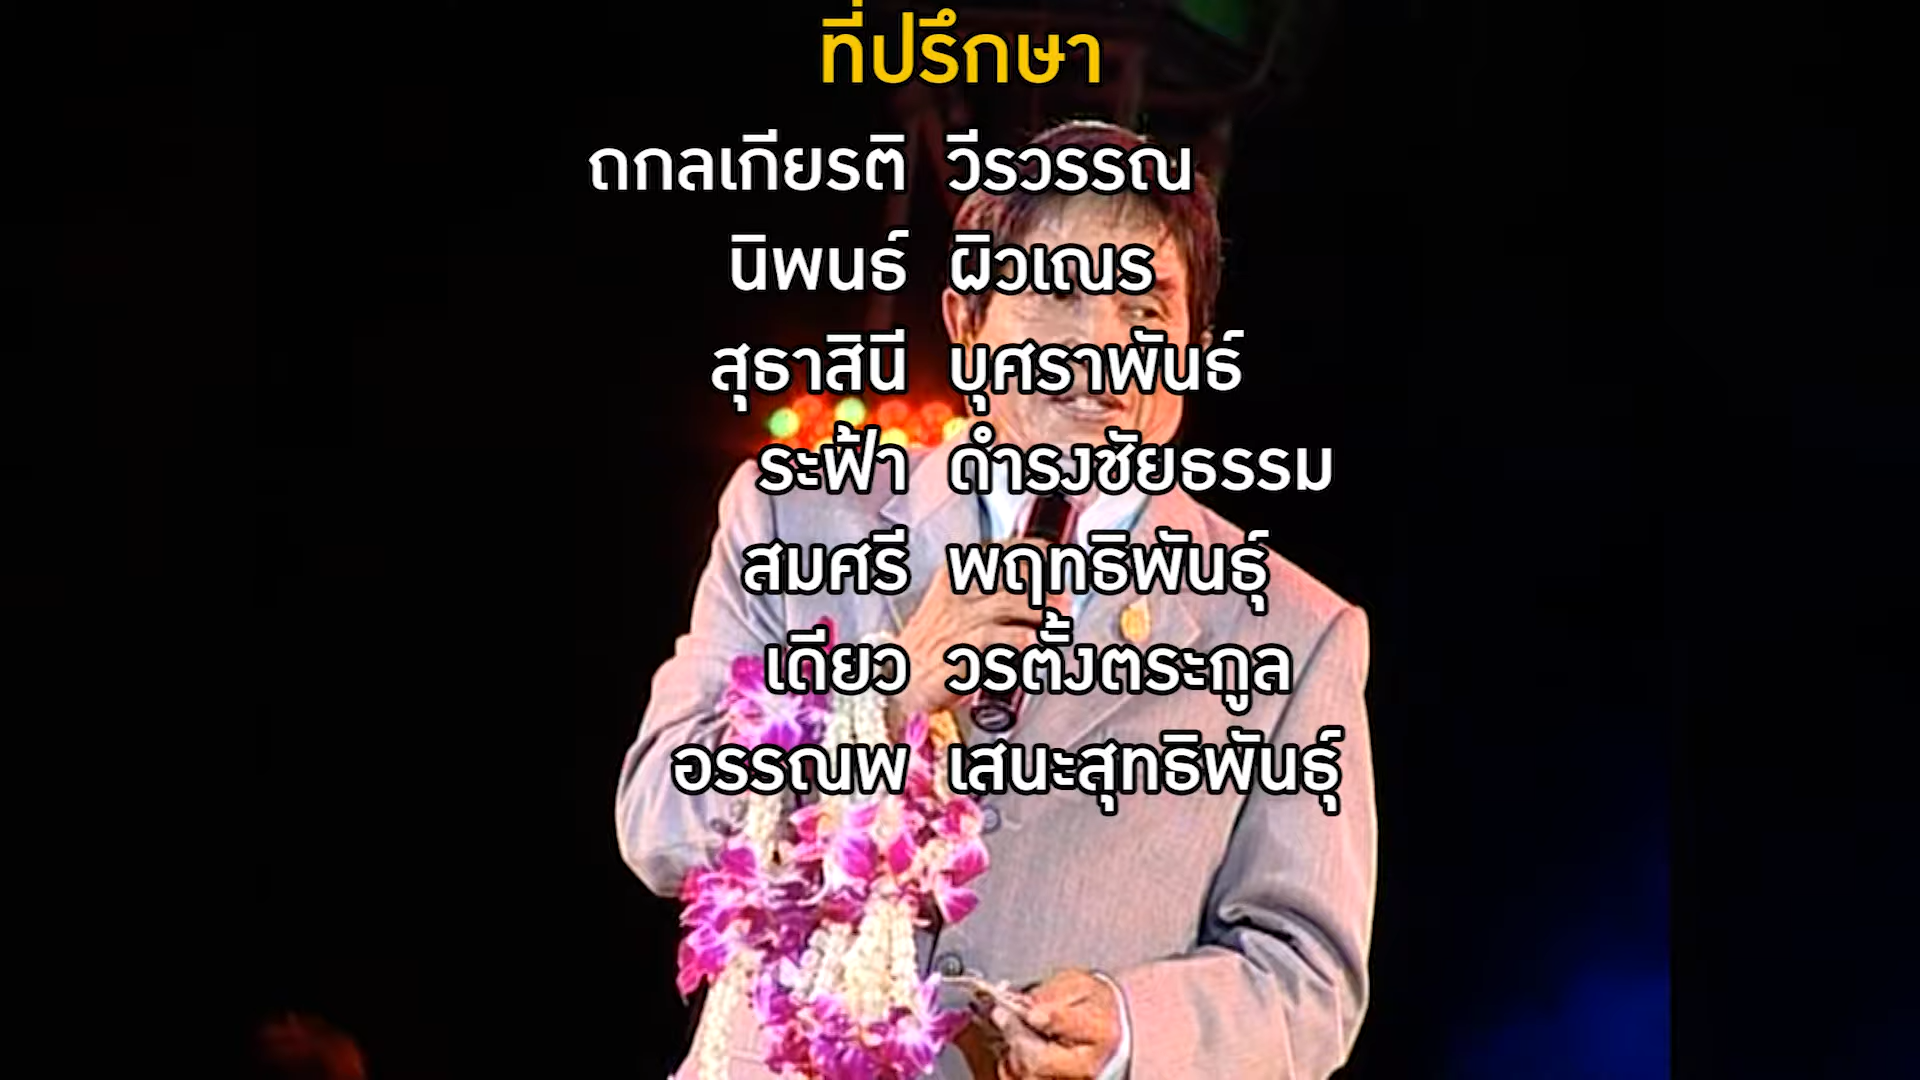 ที่ปรึกษา
ถกลเกียรติ วีรวรรณ
นิพนธ์ ผิวเณร
สุธาสินี บุศราพันธ์
ระฟ้า ดำรงชัยธรรม
สมศรี พฤทธิพันธุ์
เดียว วรตั้งตระกูล
อรรณพ เสนะสุทธิพันธุ์